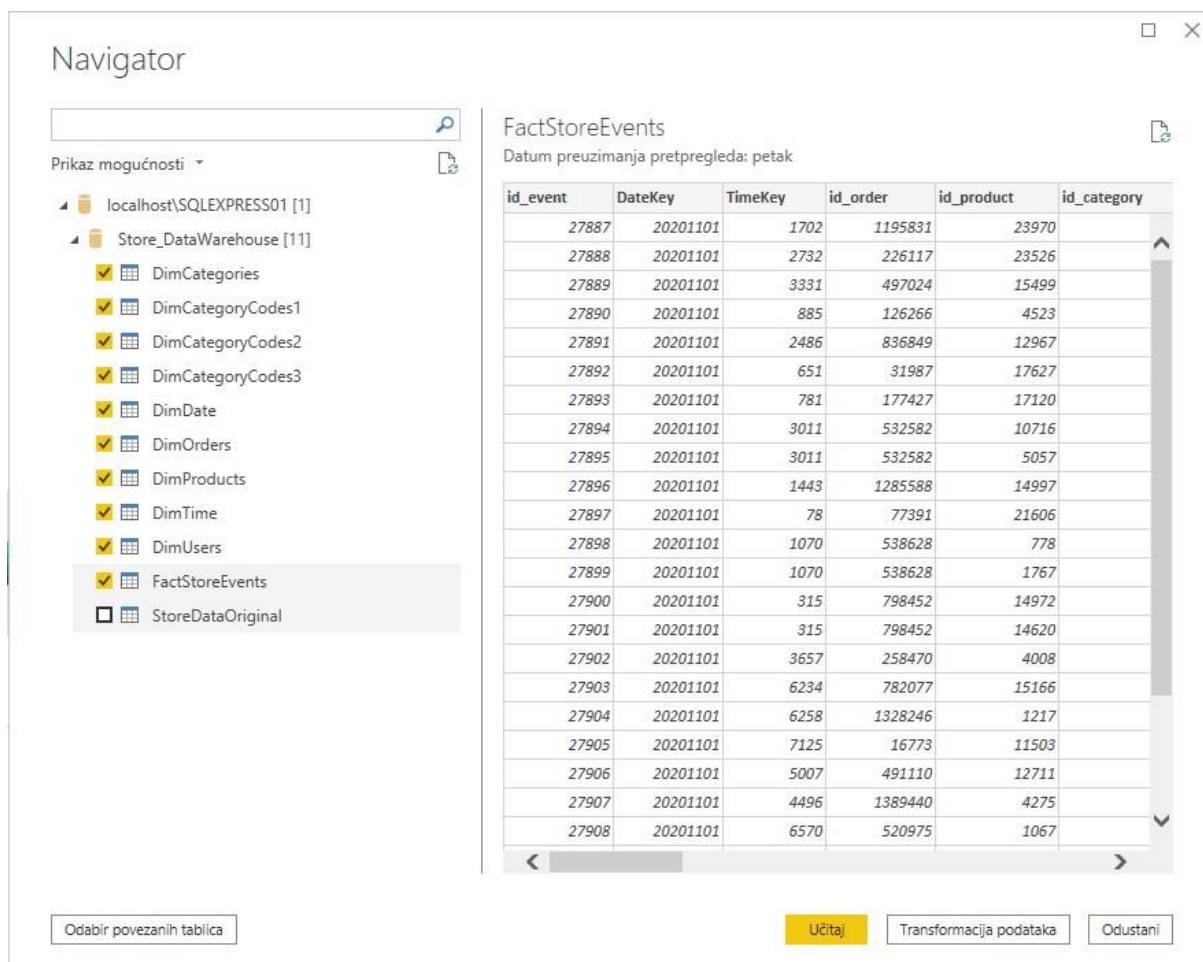 Navigator
Prikaz mogućnosti
localhost\SQLEXPRESS01 [1]
Store_DataWarehouse [11]
DimCategories
DimCategoryCodes1
DimCategoryCodes2
DimCategoryCodes3
DimDate
DimOrders
DimProducts
DimTime
DimUsers
FactStoreEvents
StoreDataOriginal
FactStoreEvents
Datum preuzimanja pretpregleda: petak
id_event DateKey TimeKey id_order id_product id_category
27887 20201101 1702 1195831 23970
27888 20201101 2732 226117 23526
27889 20201101 3331 497024 15499
27890 20201101 885 126266 4523
27891 20201101 2486 836849 12967
27892 20201101 651 31987 17627
27893 20201101 781 177427 17120
27894 20201101 3011 532582 10716
27895 20201101 3011 532582 5057
27896 20201101 1443 1285588 14997
27897 20201101 78 77391 21606
27898 20201101 1070 538628 778
27899 20201101 1070 538628 1767
27900 20201101 315 798452 14972
27901 20201101 315 798452 14620
27902 20201101 3657 258470 4008
27903 20201101 6234 782077 15166
27904 20201101 6258 1328246 1217
27905 20201101 7125 16773 11503
27906 20201101 5007 491110 12711
27907 20201101 4496 1389440 4275
27908 20201101 6570 520975 1067
Odabir povezanih tablica
Učitaj
Transformacija podataka
Odustani